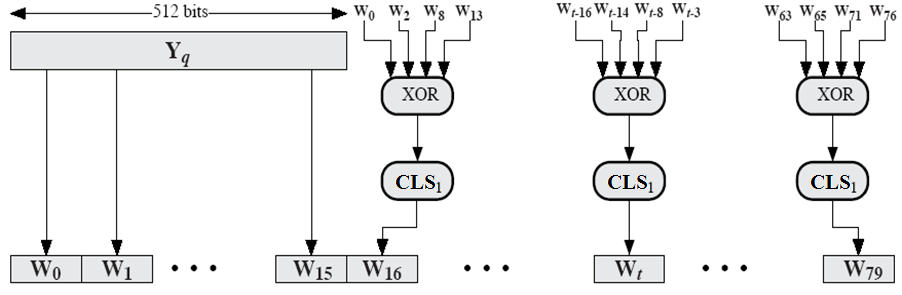 512 bits
W0 W2 W8 W13
Wt-16 Wt-14 Wt-8 Wt-3
W63 W65 W71 W76
Yq
XOR XOR XOR
CLS1 CLS1 CLS1
W0 W1 • • • W15 W16 • • • Wt • • • W79